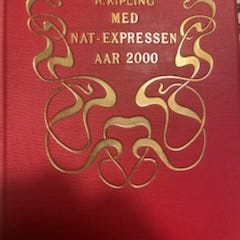 R. KIPLING
MED
NAT-EXPRESSEN
AAR 2000